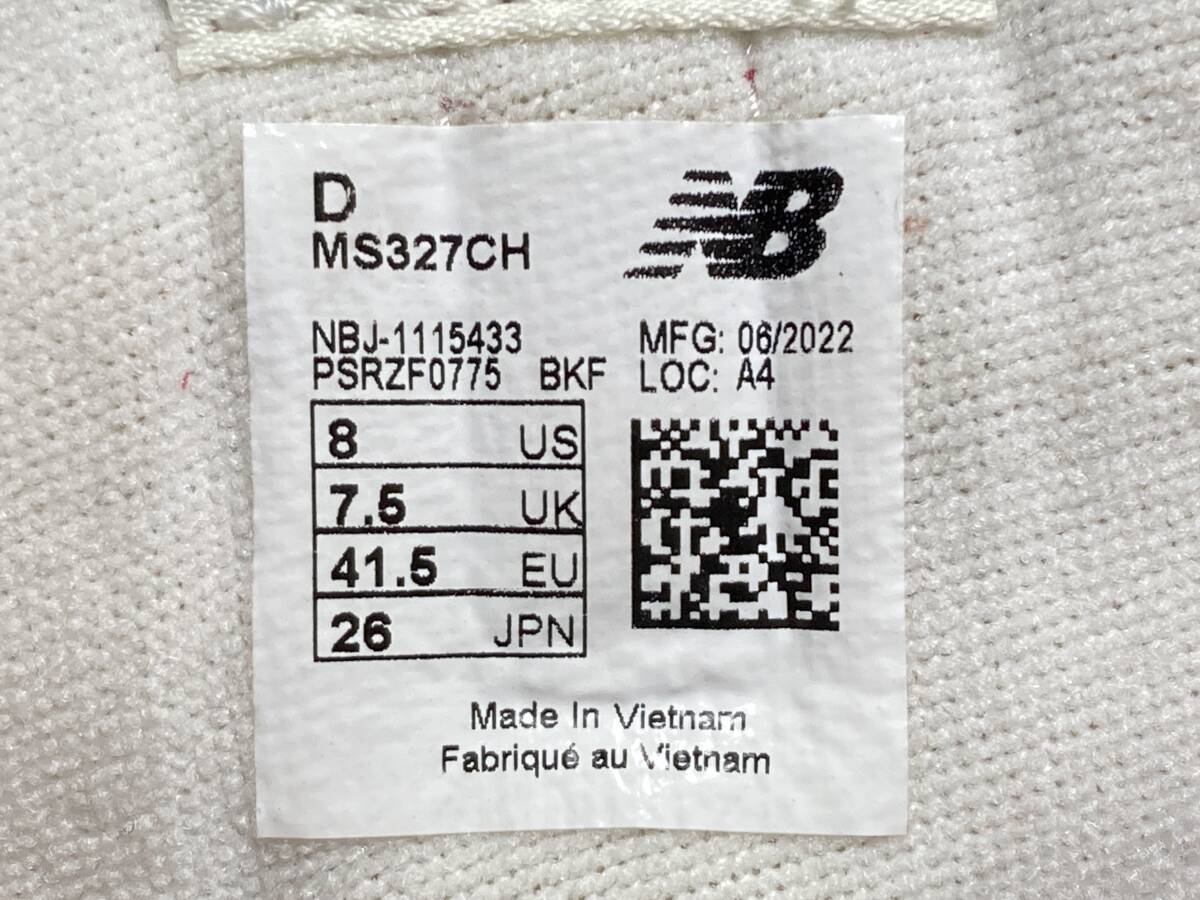 D
MS327CH
NB
NBJ-1115433
PSRZF0775 BKF
MFG: 06/2022
LOC: A4
8 US
7.5 UK
41.5 EU
26 JPN
Made In Vietnam
Fabriqué au Vietnam